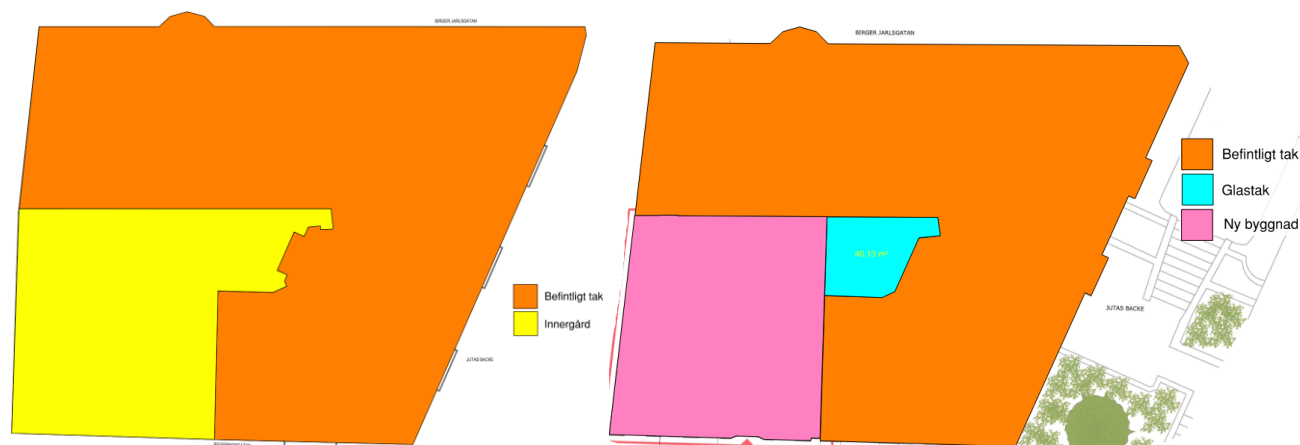 BIRGER JARLSGATAN
Befintligt tak
Innergård
JUTAS BACKE
REGERINGSGATAN
BIRGER JARLSGATAN
40,13 m²
JUTAS BACKE
Befintligt tak
Glastak
Ny byggnad